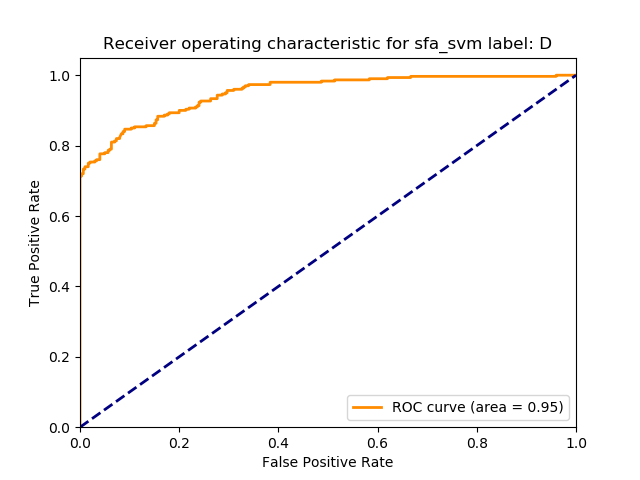 Receiver operating characteristic for sfa_svm label: D
1.0
0.8
0.6
0.4
0.2
0.0
True Positive Rate
ROC curve (area = 0.95)
0.0 0.2 0.4 0.6 0.8 1.0
False Positive Rate